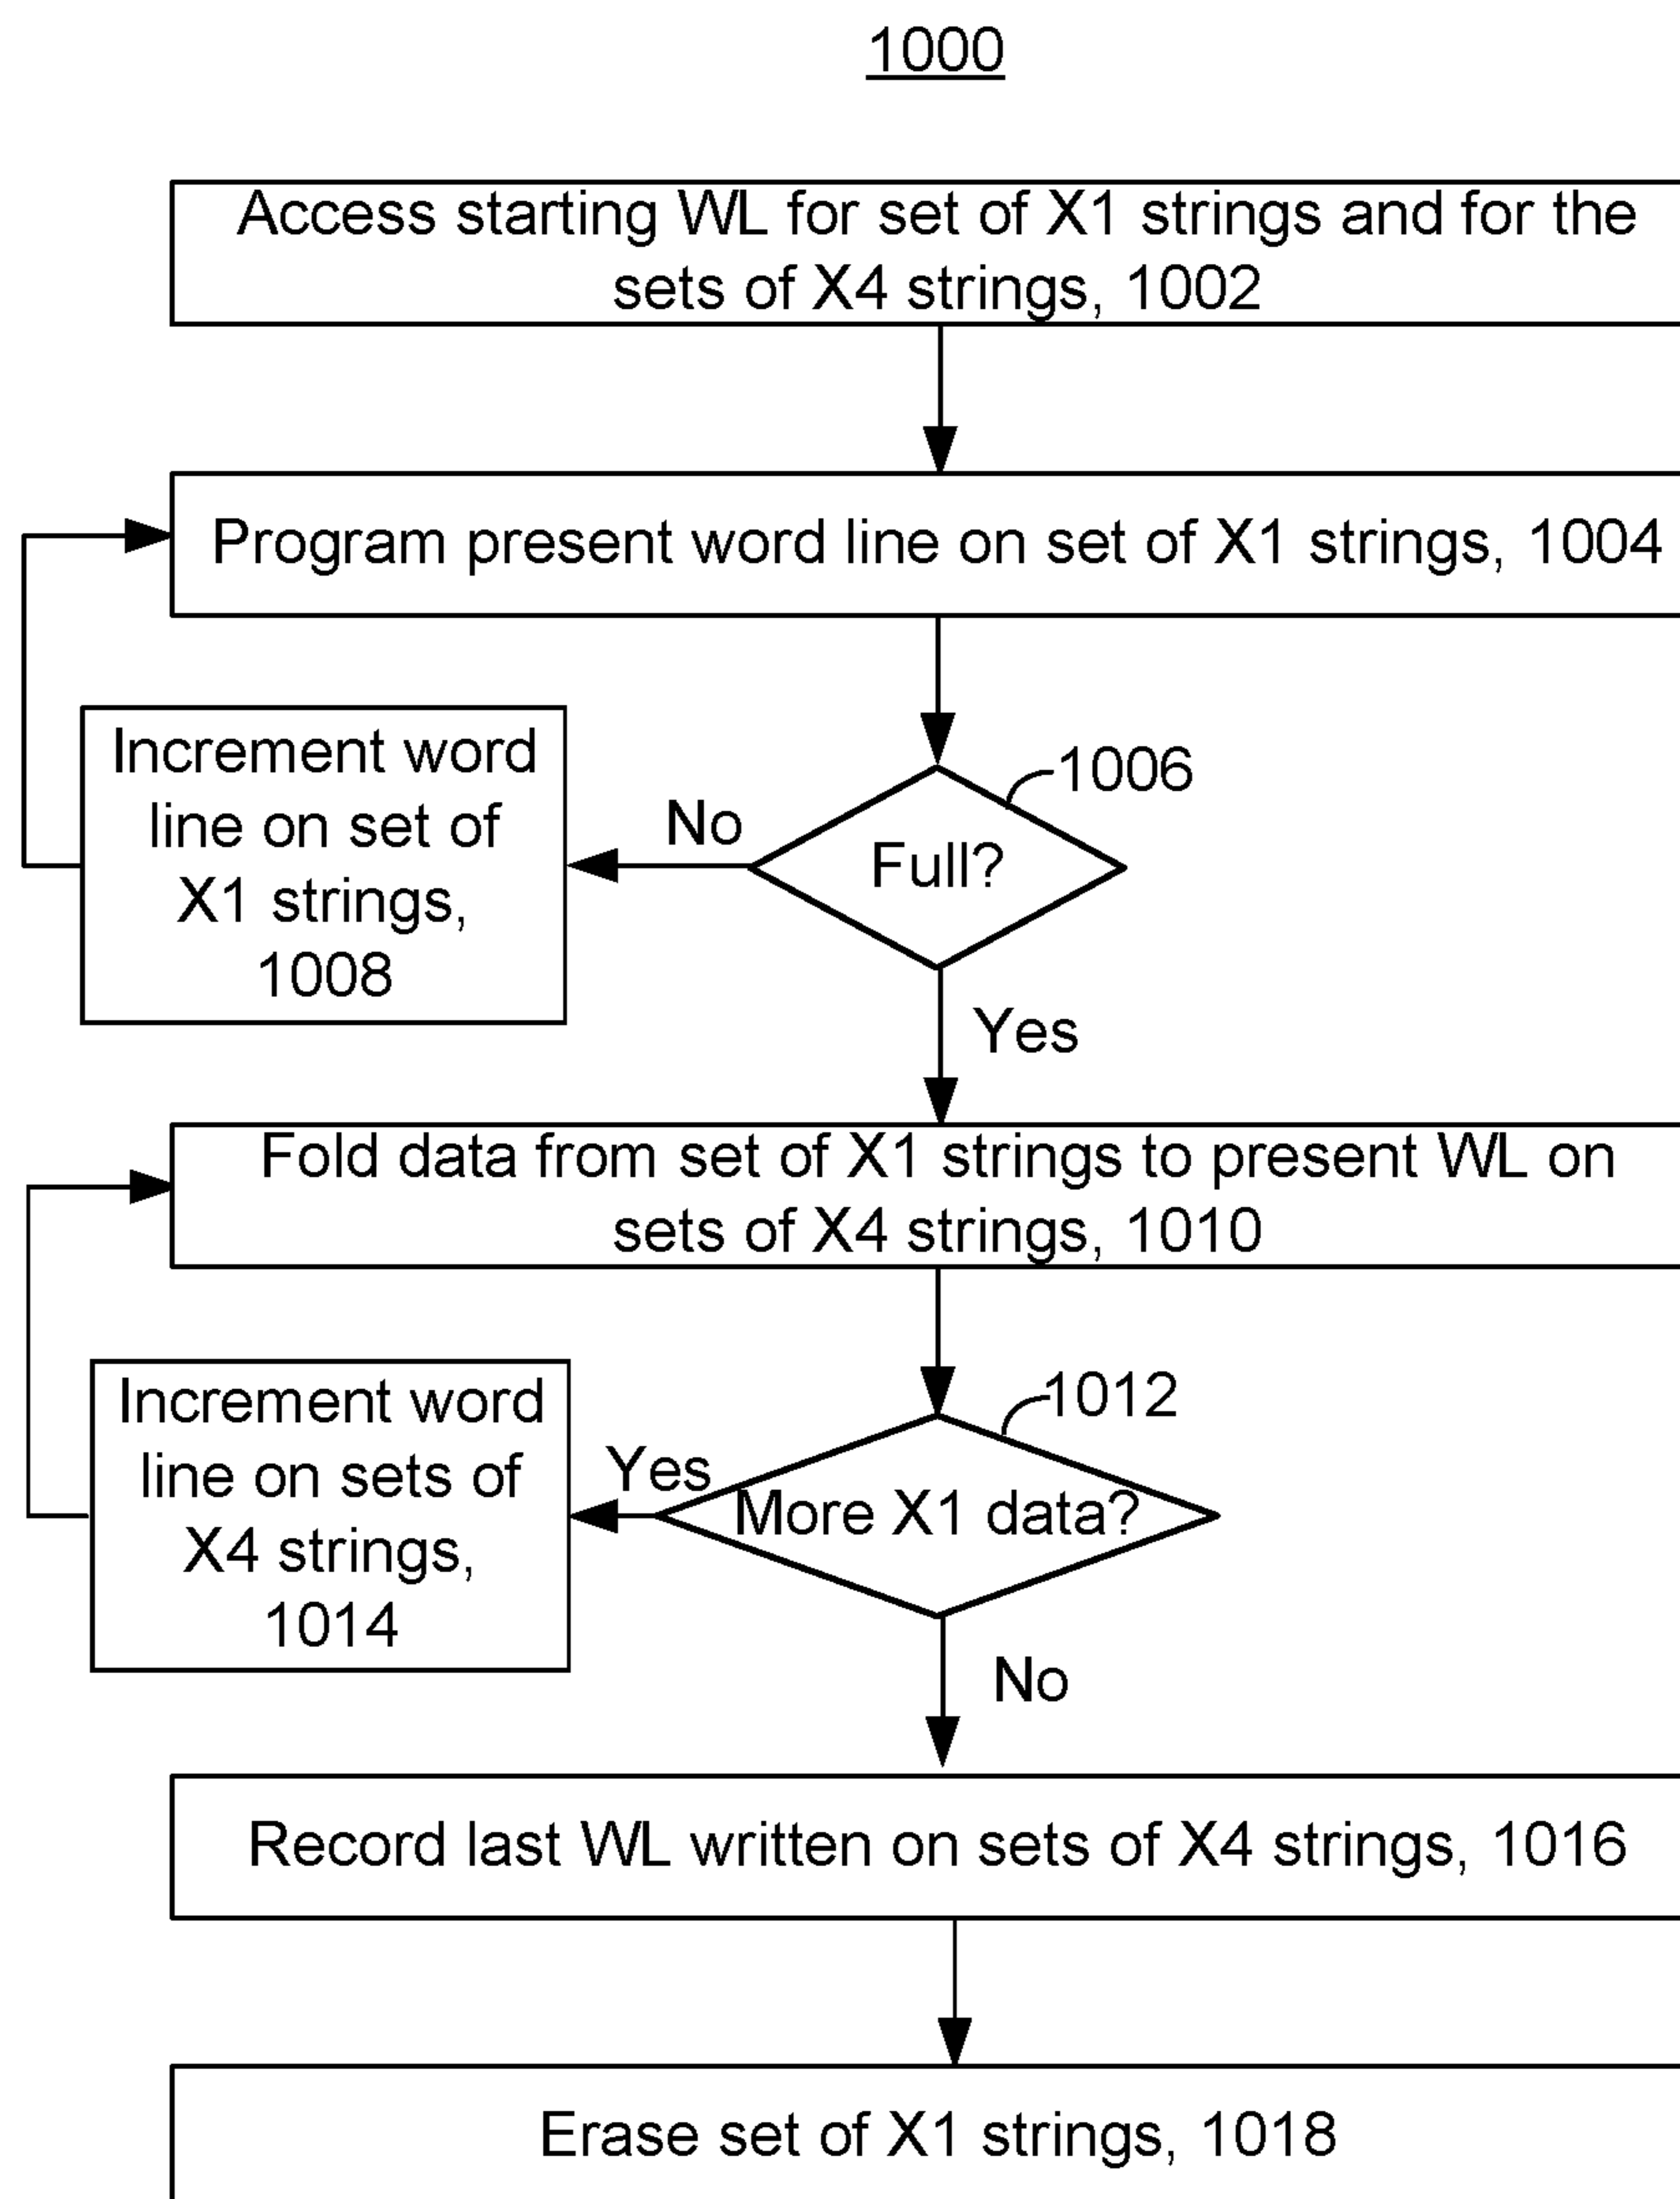 1000
Access starting WL for set of X1 strings and for the
sets of X4 strings, 1002
Program present word line on set of X1 strings, 1004
1006
Full?
No
Increment word
line on set of
X1 strings,
1008
Yes
Fold data from set of X1 strings to present WL on
sets of X4 strings, 1010
1012
More X1 data?
Yes
Increment word
line on sets of
X4 strings,
1014
No
Record last WL written on sets of X4 strings, 1016
Erase set of X1 strings, 1018